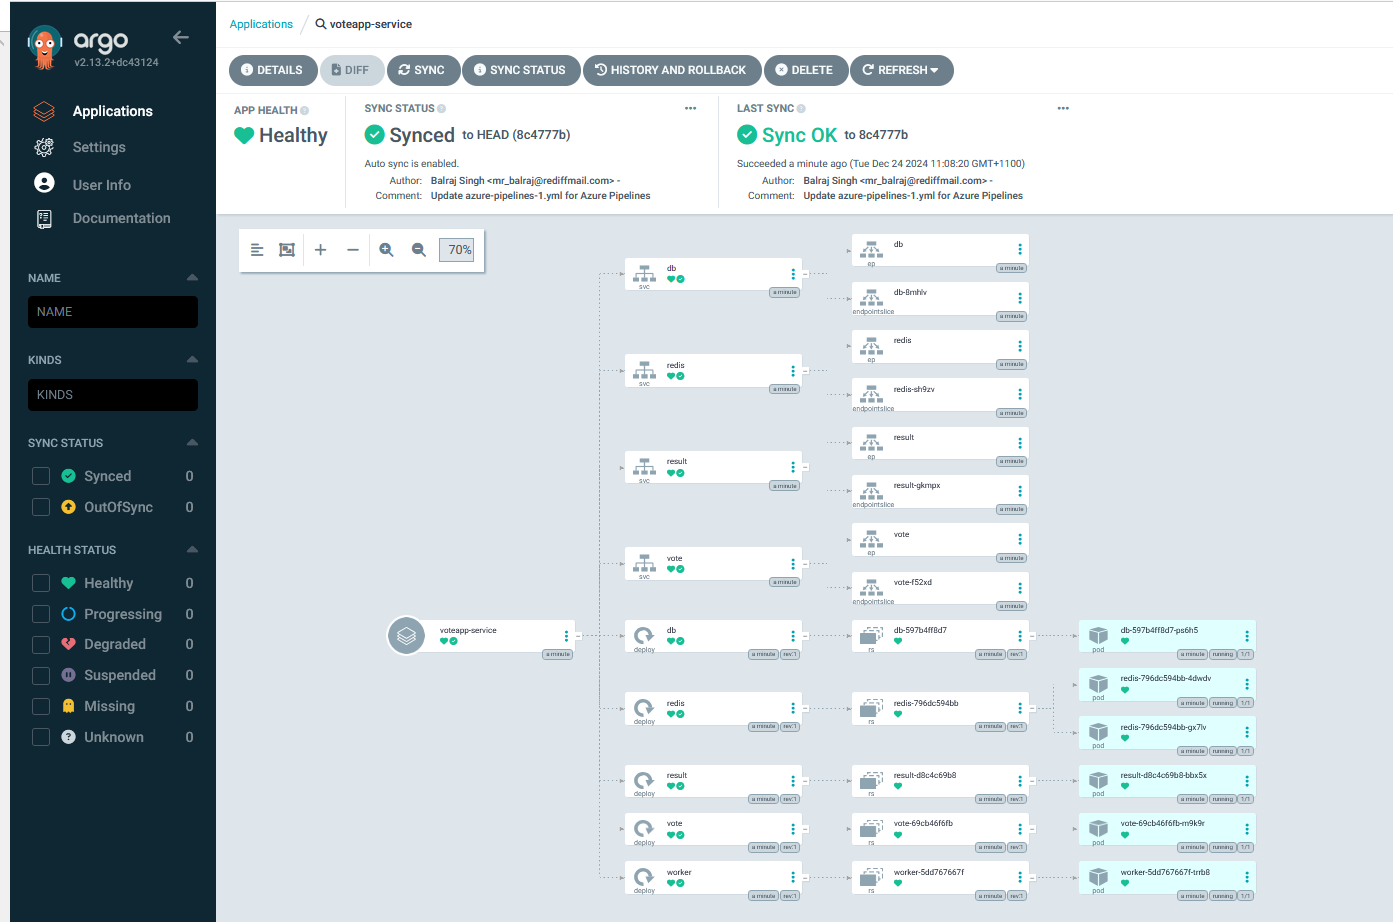 argo
v2.13.2+dc43124
Applications
Settings
User Info
Documentation
NAME
NAME
KINDS
KINDS
SYNC STATUS
Synced 0
OutOfSync 0
HEALTH STATUS
Healthy 0
Progressing 0
Degraded 0
Suspended 0
Missing 0
Unknown 0
Applications / voteapp-service
DETAILS DIFF SYNC SYNC STATUS HISTORY AND ROLLBACK DELETE REFRESH
APP HEALTH
Healthy
SYNC STATUS
Synced to HEAD (8c4777b)
Auto sync is enabled.
Author: Balraj Singh <mr_balraj@rediffmail.com> -
Comment: Update azure-pipelines-1.yml for Azure Pipelines
LAST SYNC
Sync OK to 8c4777b
Succeeded a minute ago (Tue Dec 24 2024 11:08:20 GMT+1100)
Author: Balraj Singh <mr_balraj@rediffmail.com> -
Comment: Update azure-pipelines-1.yml for Azure Pipelines
70%
voteapp-service
a minute
db
svc
a minute
redis
svc
a minute
result
svc
a minute
vote
svc
a minute
db
deploy
a minute rev:1
redis
deploy
a minute rev:1
result
deploy
a minute rev:1
vote
deploy
a minute rev:1
worker
deploy
a minute rev:1
db
ep
a minute
db-8mhlv
endpointslice
a minute
redis
ep
a minute
redis-sh9zv
endpointslice
a minute
result
ep
a minute
result-gkmpx
endpointslice
a minute
vote
ep
a minute
vote-f52xd
endpointslice
a minute
db-597b4ff8d7
rs
a minute rev:1
redis-796dc594bb
rs
a minute rev:1
result-d8c4c69b8
rs
a minute rev:1
vote-69cb46f6fb
rs
a minute rev:1
worker-5dd767667f
rs
a minute rev:1
db-597b4ff8d7-ps6h5
pod
a minute running 1/1
redis-796dc594bb-4dwdv
pod
a minute running 1/1
redis-796dc594bb-gx7lv
pod
a minute running 1/1
result-d8c4c69b8-bbx5x
pod
a minute running 1/1
vote-69cb46f6fb-m9k9r
pod
a minute running 1/1
worker-5dd767667f-trrb8
pod
a minute running 1/1